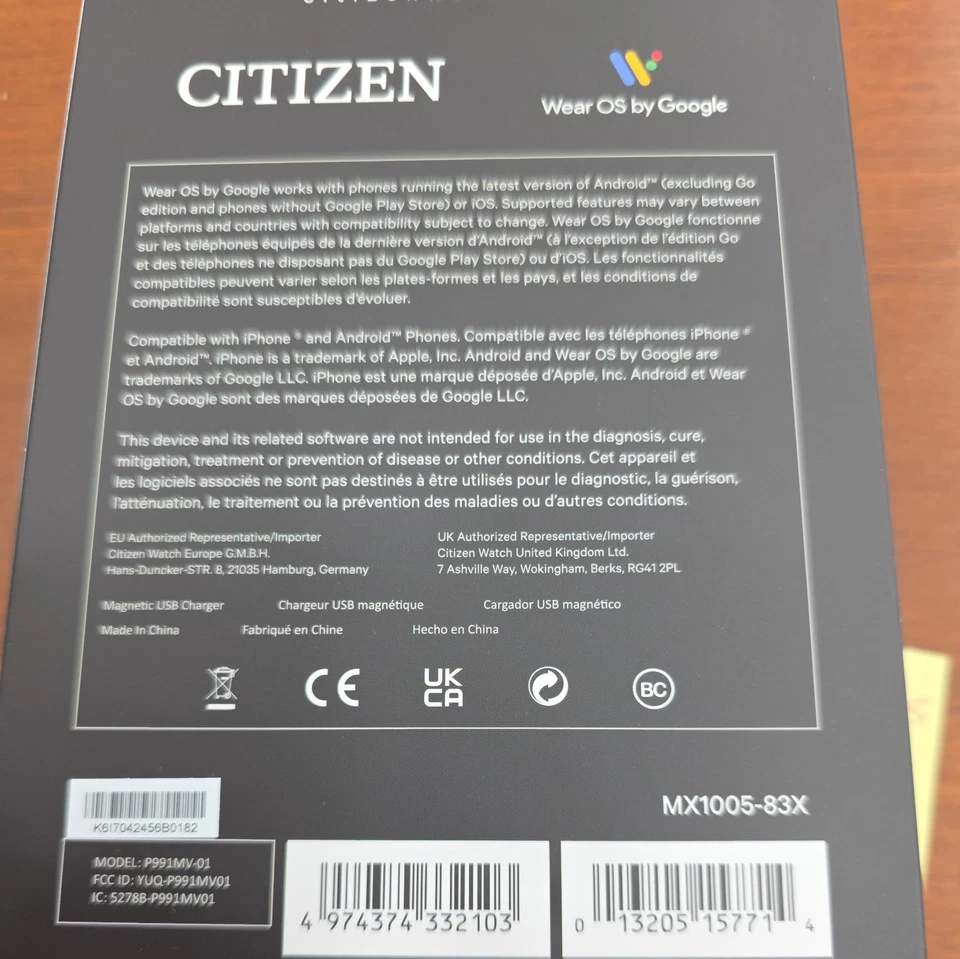 CITIZEN
Wear OS by Google
Wear OS by Google works with phones running the latest version of Android™ (excluding Go
edition and phones without Google Play Store) or iOS. Supported features may vary between
platforms and countries with compatibility subject to change. Wear OS by Google fonctionne
sur les téléphones équipés de la dernière version d'Android™ (à l'exception de l'édition Go
et des téléphones ne disposant pas du Google Play Store) ou d'iOS. Les fonctionnalités
compatibles peuvent varier selon les plates-formes et les pays, et les conditions de
compatibilité sont susceptibles d'évoluer.
Compatible with iPhone ® and Android™ Phones. Compatible avec les téléphones iPhone ®
et Android™. iPhone is a trademark of Apple, Inc. Android and Wear OS by Google are
trademarks of Google LLC. iPhone est une marque déposée d'Apple, Inc. Android et Wear
OS by Google sont des marques déposées de Google LLC.
This device and its related software are not intended for use in the diagnosis, cure,
mitigation, treatment or prevention of disease or other conditions. Cet appareil et
les logiciels associés ne sont pas destinés à être utilisés pour le diagnostic, la guérison,
l'atténuation, le traitement ou la prévention des maladies ou d'autres conditions.
EU Authorized Representative/Importer
Citizen Watch Europe G.M.B.H.
Hans-Duncker-STR. 8, 21035 Hamburg, Germany
UK Authorized Representative/Importer
Citizen Watch United Kingdom Ltd.
7 Ashville Way, Wokingham, Berks, RG41 2PL
Magnetic USB Charger Chargeur USB magnétique Cargador USB magnético
Made In China Fabriqué en Chine Hecho en China
CE UK CA BC
MX1005-83X
K6I7042456B0182
MODEL: P991MV-01
FCC ID: YUQ-P991MV01
IC: 5278B-P991MV01
4 974374 332103
0 13205 15771 4